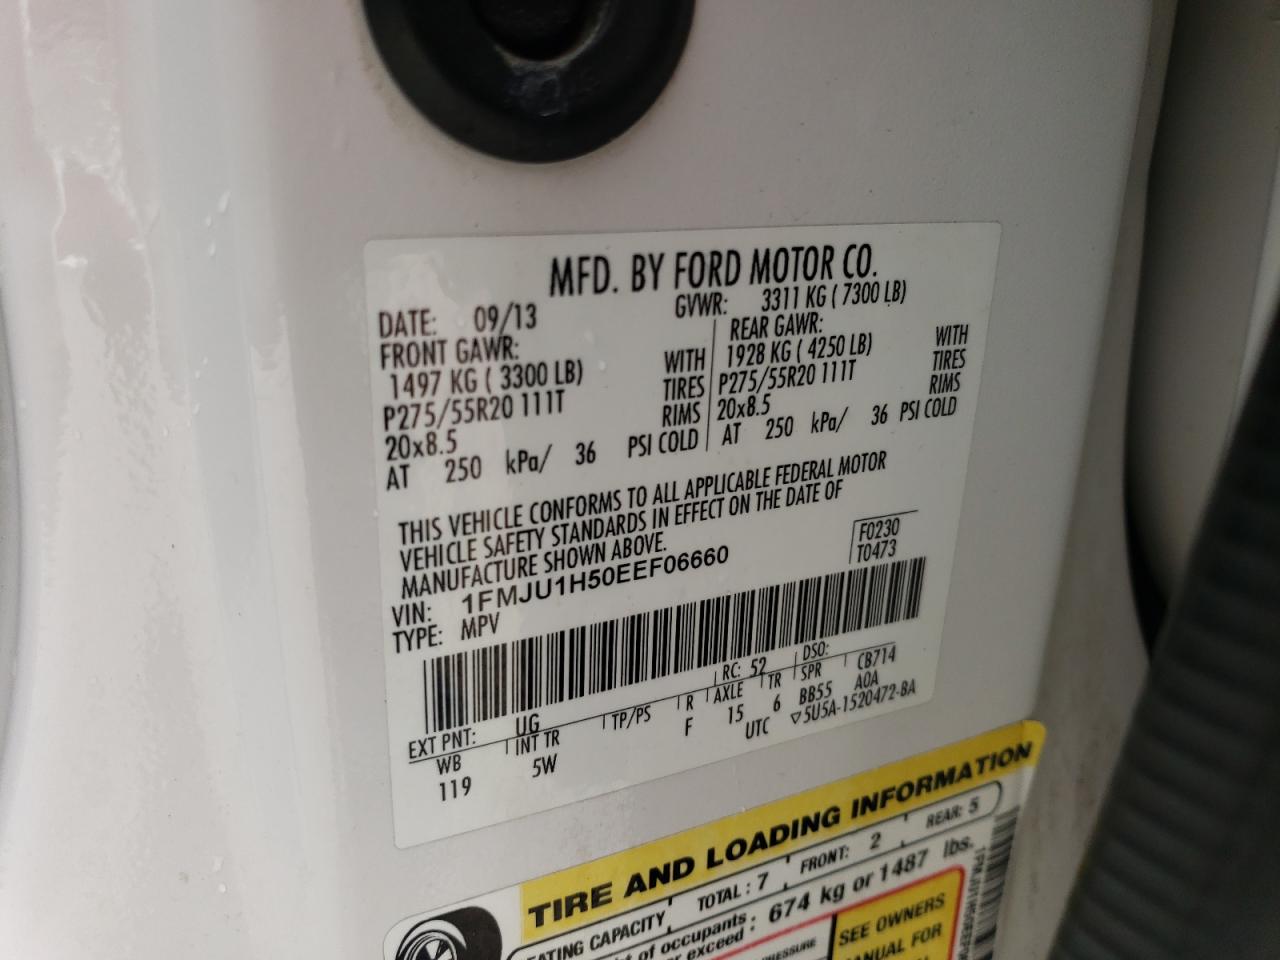 MFD. BY FORD MOTOR CO.
DATE: 09/13 GVWR: 3311 KG ( 7300 LB)
FRONT GAWR: REAR GAWR:
1497 KG ( 3300 LB) WITH 1928 KG ( 4250 LB) WITH
P275/55R20 111T TIRES P275/55R20 111T TIRES
20x8.5 RIMS 20x8.5 RIMS
AT 250 kPa/ 36 PSI COLD AT 250 kPa/ 36 PSI COLD
THIS VEHICLE CONFORMS TO ALL APPLICABLE FEDERAL MOTOR
VEHICLE SAFETY STANDARDS IN EFFECT ON THE DATE OF
MANUFACTURE SHOWN ABOVE.
F0230
VIN: 1FMJU1H50EEF06660 T0473
TYPE: MPV
EXT PNT: UG RC: 52 DSO: CB714
WB INT TR TP/PS R AXLE TR SPR
119 5W F 15 6 BB55 A0A
UTC ▽5U5A-1520472-BA
TIRE AND LOADING INFORMATION
ATING CAPACITY TOTAL : 7 FRONT: 2 REAR: 5
of occupants
exceed : 674 kg or 1487 lbs.
PRESSURE
SEE OWNERS
MANUAL FOR